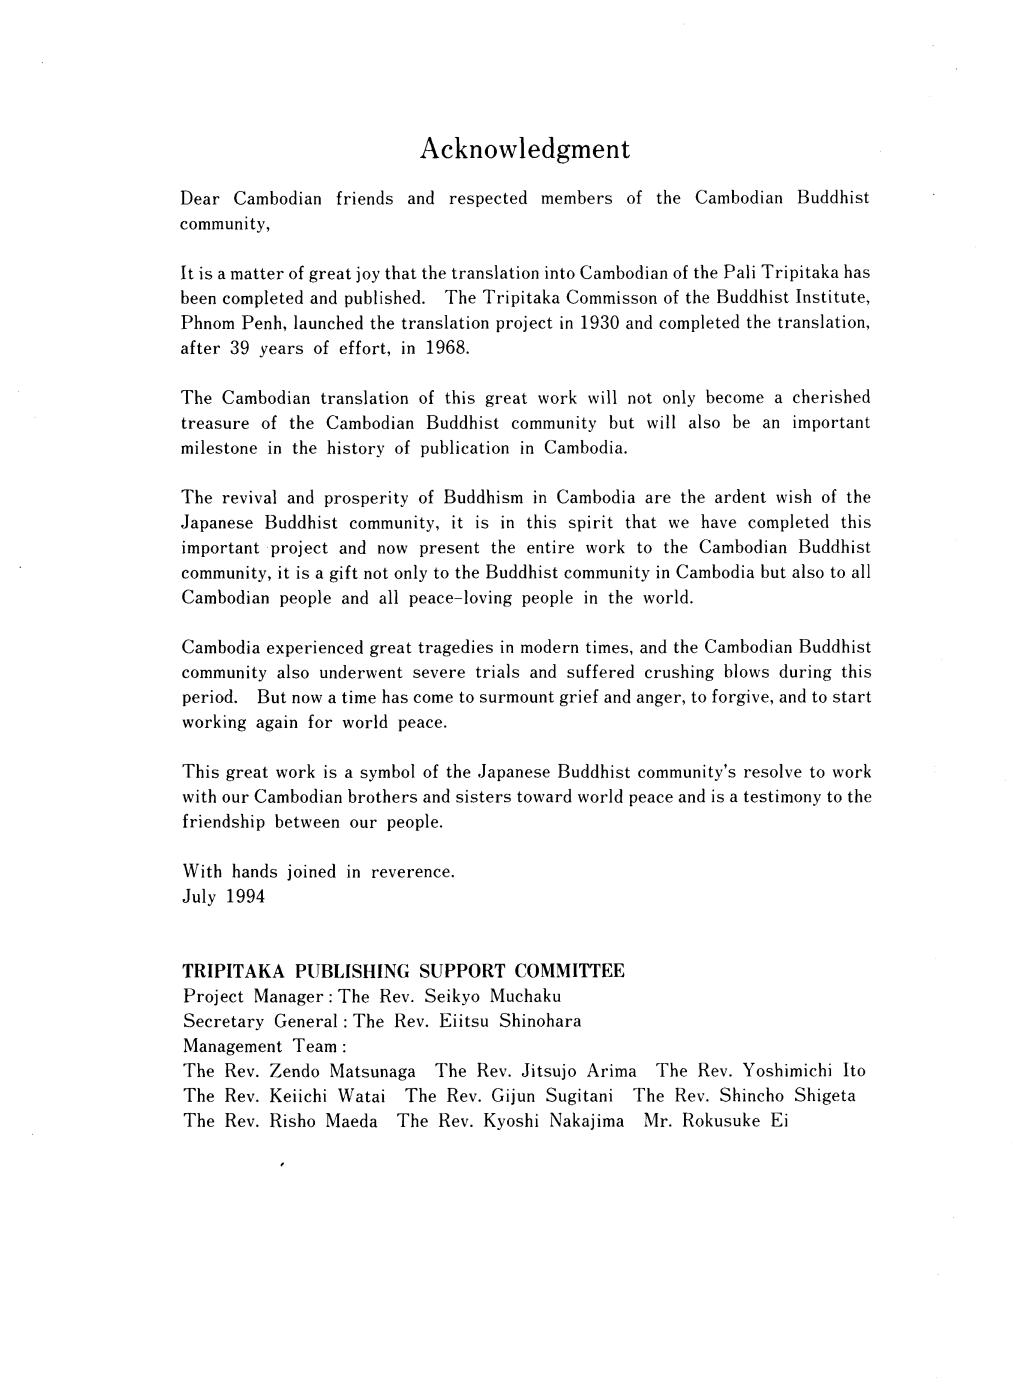 Acknowledgment
Dear Cambodian friends and respected members of the Cambodian Buddhist
community,
It is a matter of great joy that the translation into Cambodian of the Pali Tripitaka has
been completed and published. The Tripitaka Commisson of the Buddhist Institute,
Phnom Penh, launched the translation project in 1930 and completed the translation,
after 39 years of effort, in 1968.
The Cambodian translation of this great work will not only become a cherished
treasure of the Cambodian Buddhist community but will also be an important
milestone in the history of publication in Cambodia.
The revival and prosperity of Buddhism in Cambodia are the ardent wish of the
Japanese Buddhist community, it is in this spirit that we have completed this
important project and now present the entire work to the Cambodian Buddhist
community, it is a gift not only to the Buddhist community in Cambodia but also to all
Cambodian people and all peace-loving people in the world.
Cambodia experienced great tragedies in modern times, and the Cambodian Buddhist
community also underwent severe trials and suffered crushing blows during this
period. But now a time has come to surmount grief and anger, to forgive, and to start
working again for world peace.
This great work is a symbol of the Japanese Buddhist community's resolve to work
with our Cambodian brothers and sisters toward world peace and is a testimony to the
friendship between our people.
With hands joined in reverence.
July 1994
TRIPITAKA PUBLISHING SUPPORT COMMITTEE
Project Manager : The Rev. Seikyo Muchaku
Secretary General : The Rev. Eiitsu Shinohara
Management Team :
The Rev. Zendo Matsunaga The Rev. Jitsujo Arima The Rev. Yoshimichi Ito
The Rev. Keiichi Watai The Rev. Gijun Sugitani The Rev. Shincho Shigeta
The Rev. Risho Maeda The Rev. Kyoshi Nakajima Mr. Rokusuke Ei